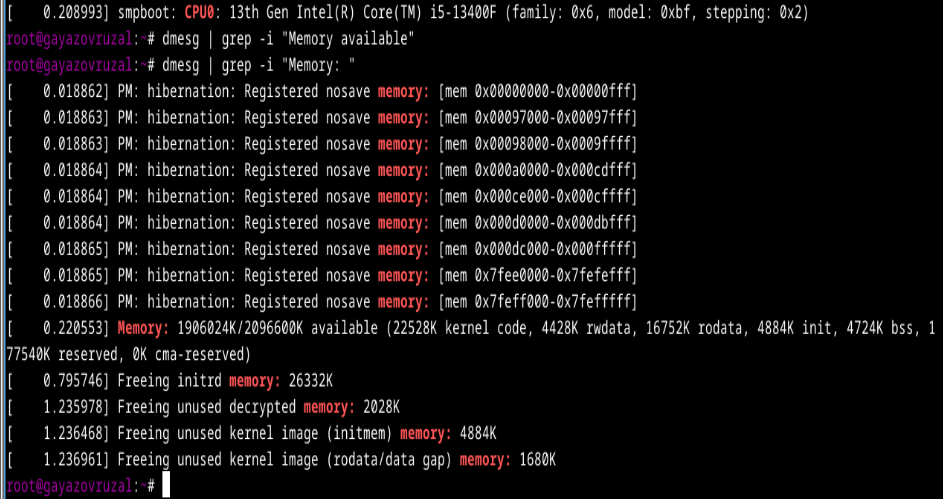 [    0.208993] smpboot: CPU0: 13th Gen Intel(R) Core(TM) i5-13400F (family: 0x6, model: 0xbf, stepping: 0x2)
root@gayazovruzal:~# dmesg | grep -i "Memory available"
root@gayazovruzal:~# dmesg | grep -i "Memory: "
[    0.018862] PM: hibernation: Registered nosave memory: [mem 0x00000000-0x00000fff]
[    0.018863] PM: hibernation: Registered nosave memory: [mem 0x00097000-0x00097fff]
[    0.018863] PM: hibernation: Registered nosave memory: [mem 0x00098000-0x0009ffff]
[    0.018864] PM: hibernation: Registered nosave memory: [mem 0x000a0000-0x000cdfff]
[    0.018864] PM: hibernation: Registered nosave memory: [mem 0x000ce000-0x000cffff]
[    0.018864] PM: hibernation: Registered nosave memory: [mem 0x000d0000-0x000dbfff]
[    0.018865] PM: hibernation: Registered nosave memory: [mem 0x000dc000-0x000fffff]
[    0.018865] PM: hibernation: Registered nosave memory: [mem 0x7fee0000-0x7fefefff]
[    0.018866] PM: hibernation: Registered nosave memory: [mem 0x7feff000-0x7fefffff]
[    0.220553] Memory: 1906024K/2096600K available (22528K kernel code, 4428K rwdata, 16752K rodata, 4884K init, 4724K bss, 1
77540K reserved, 0K cma-reserved)
[    0.795746] Freeing initrd memory: 26332K
[    1.235978] Freeing unused decrypted memory: 2028K
[    1.236468] Freeing unused kernel image (initmem) memory: 4884K
[    1.236961] Freeing unused kernel image (rodata/data gap) memory: 1680K
root@gayazovruzal:~#